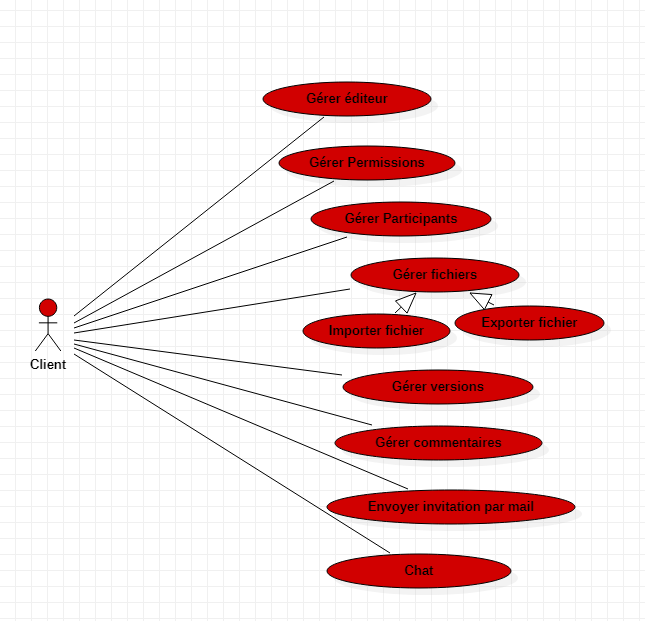 Gérer éditeur
Gérer Permissions
Gérer Participants
Gérer fichiers
Importer fichier
Exporter fichier
Client
Gérer versions
Gérer commentaires
Envoyer invitation par mail
Chat